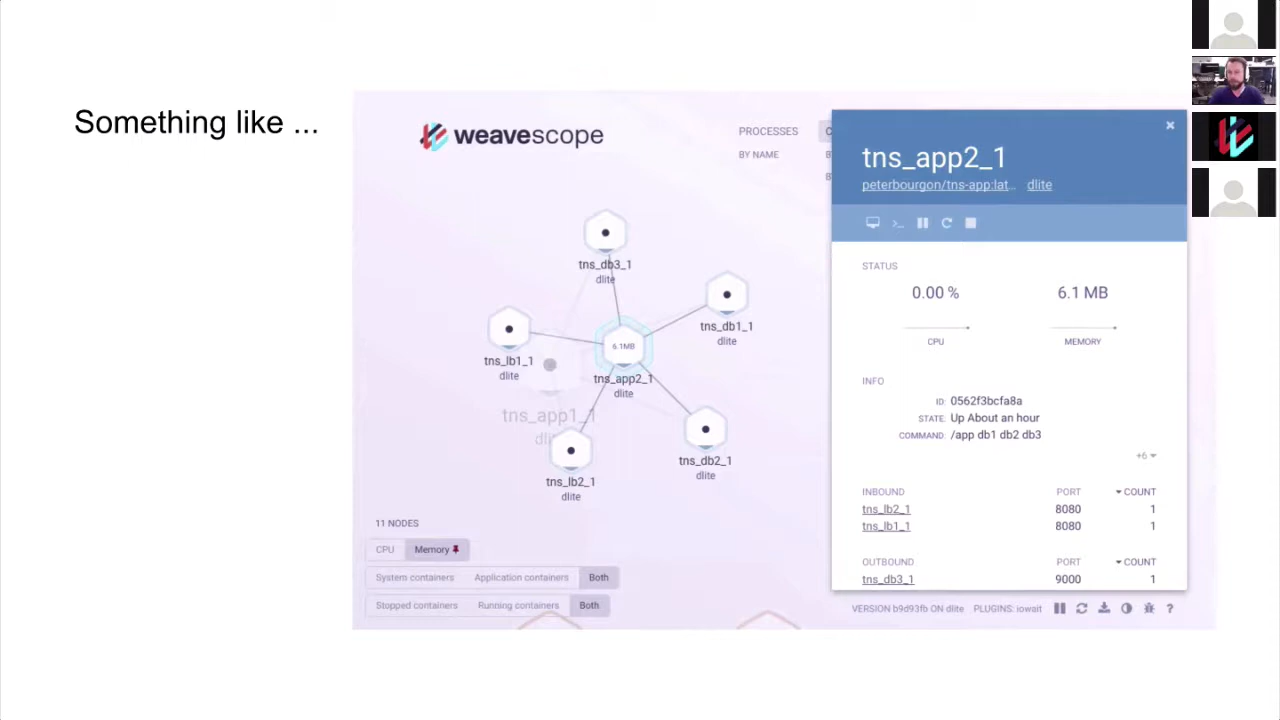 Something like ...
weavescope
PROCESSES
BY NAME
tns_db3_1
dlite
tns_db1_1
dlite
tns_lb1_1
dlite
6.1MB
tns_app2_1
dlite
tns_app1_1
tns_db2_1
dlite
tns_lb2_1
dlite
11 NODES
CPU Memory
System containers Application containers Both
Stopped containers Running containers Both
tns_app2_1
peterbourgon/tns-app:lat... dlite
STATUS
0.00 % 6.1 MB
CPU MEMORY
INFO
ID: 0562f3bcfa8a
STATE: Up About an hour
COMMAND: /app db1 db2 db3
+6
INBOUND PORT COUNT
tns_lb2_1 8080 1
tns_lb1_1 8080 1
OUTBOUND PORT COUNT
tns_db3_1 9000 1
VERSION b9d93fb ON dlite PLUGINS: iowait ?